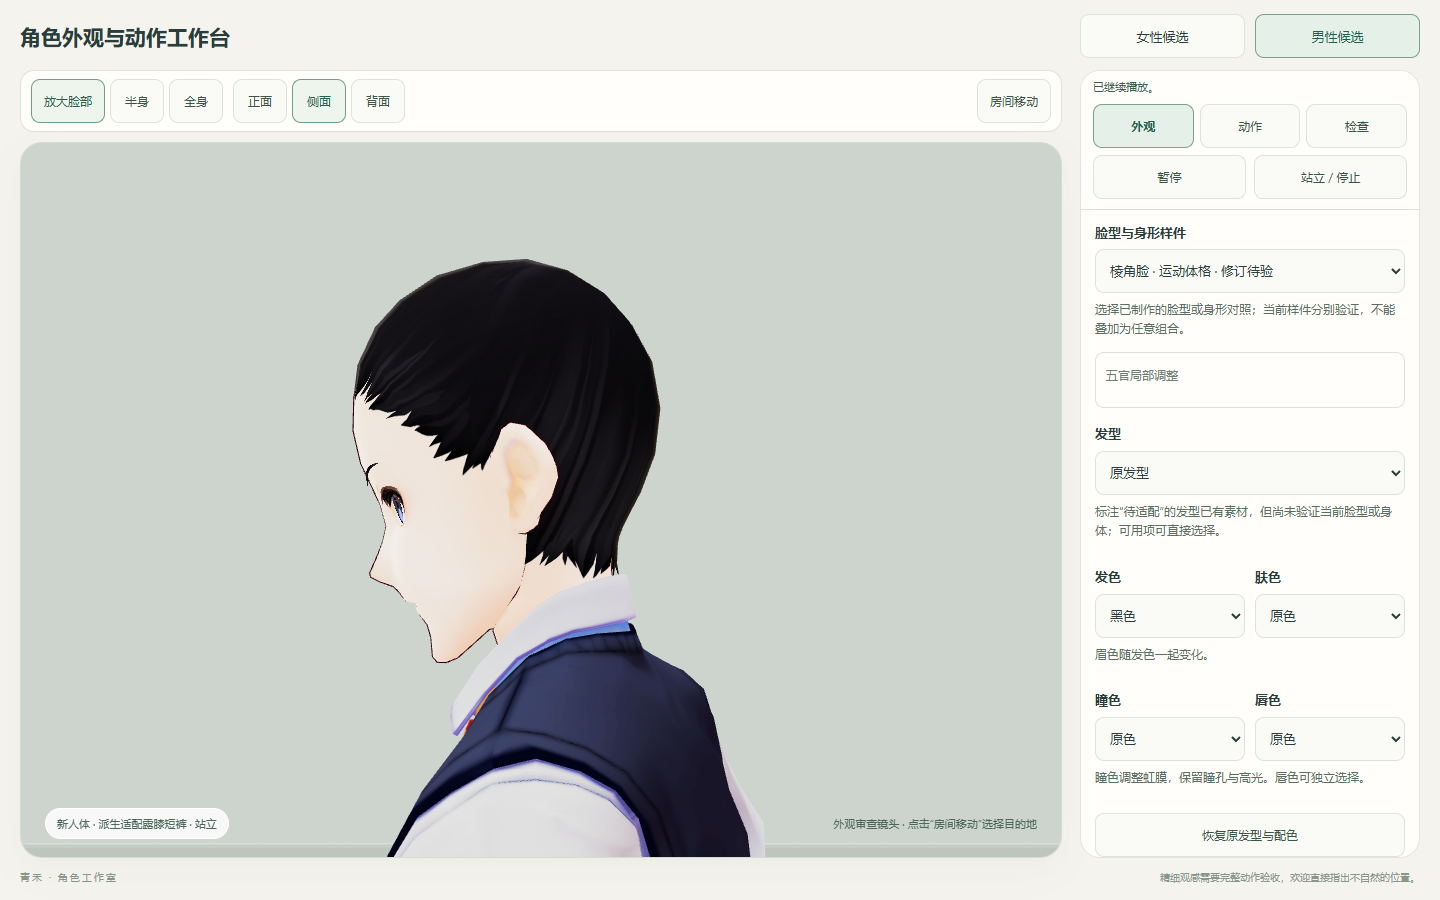 角色外观与动作工作台
女性候选
男性候选
放大脸部
半身
全身
正面
侧面
背面
房间移动
已继续播放。
外观
动作
检查
暂停
站立 / 停止
脸型与身形样件
棱角脸 · 运动体格 · 修订待验
选择已制作的脸型或身形对照；当前样件分别验证，不能
叠加为任意组合。
五官局部调整
发型
原发型
标注“待适配”的发型已有素材，但尚未验证当前脸型或身
体；可用项可直接选择。
发色
肤色
黑色
原色
眉色随发色一起变化。
瞳色
唇色
原色
原色
瞳色调整虹膜，保留瞳孔与高光。唇色可独立选择。
恢复原发型与配色
新人体 · 派生适配露膝短裤 · 站立
外观审查镜头 · 点击“房间移动”选择目的地
青禾 · 角色工作室
精细观感需要完整动作验收，欢迎直接指出不自然的位置。